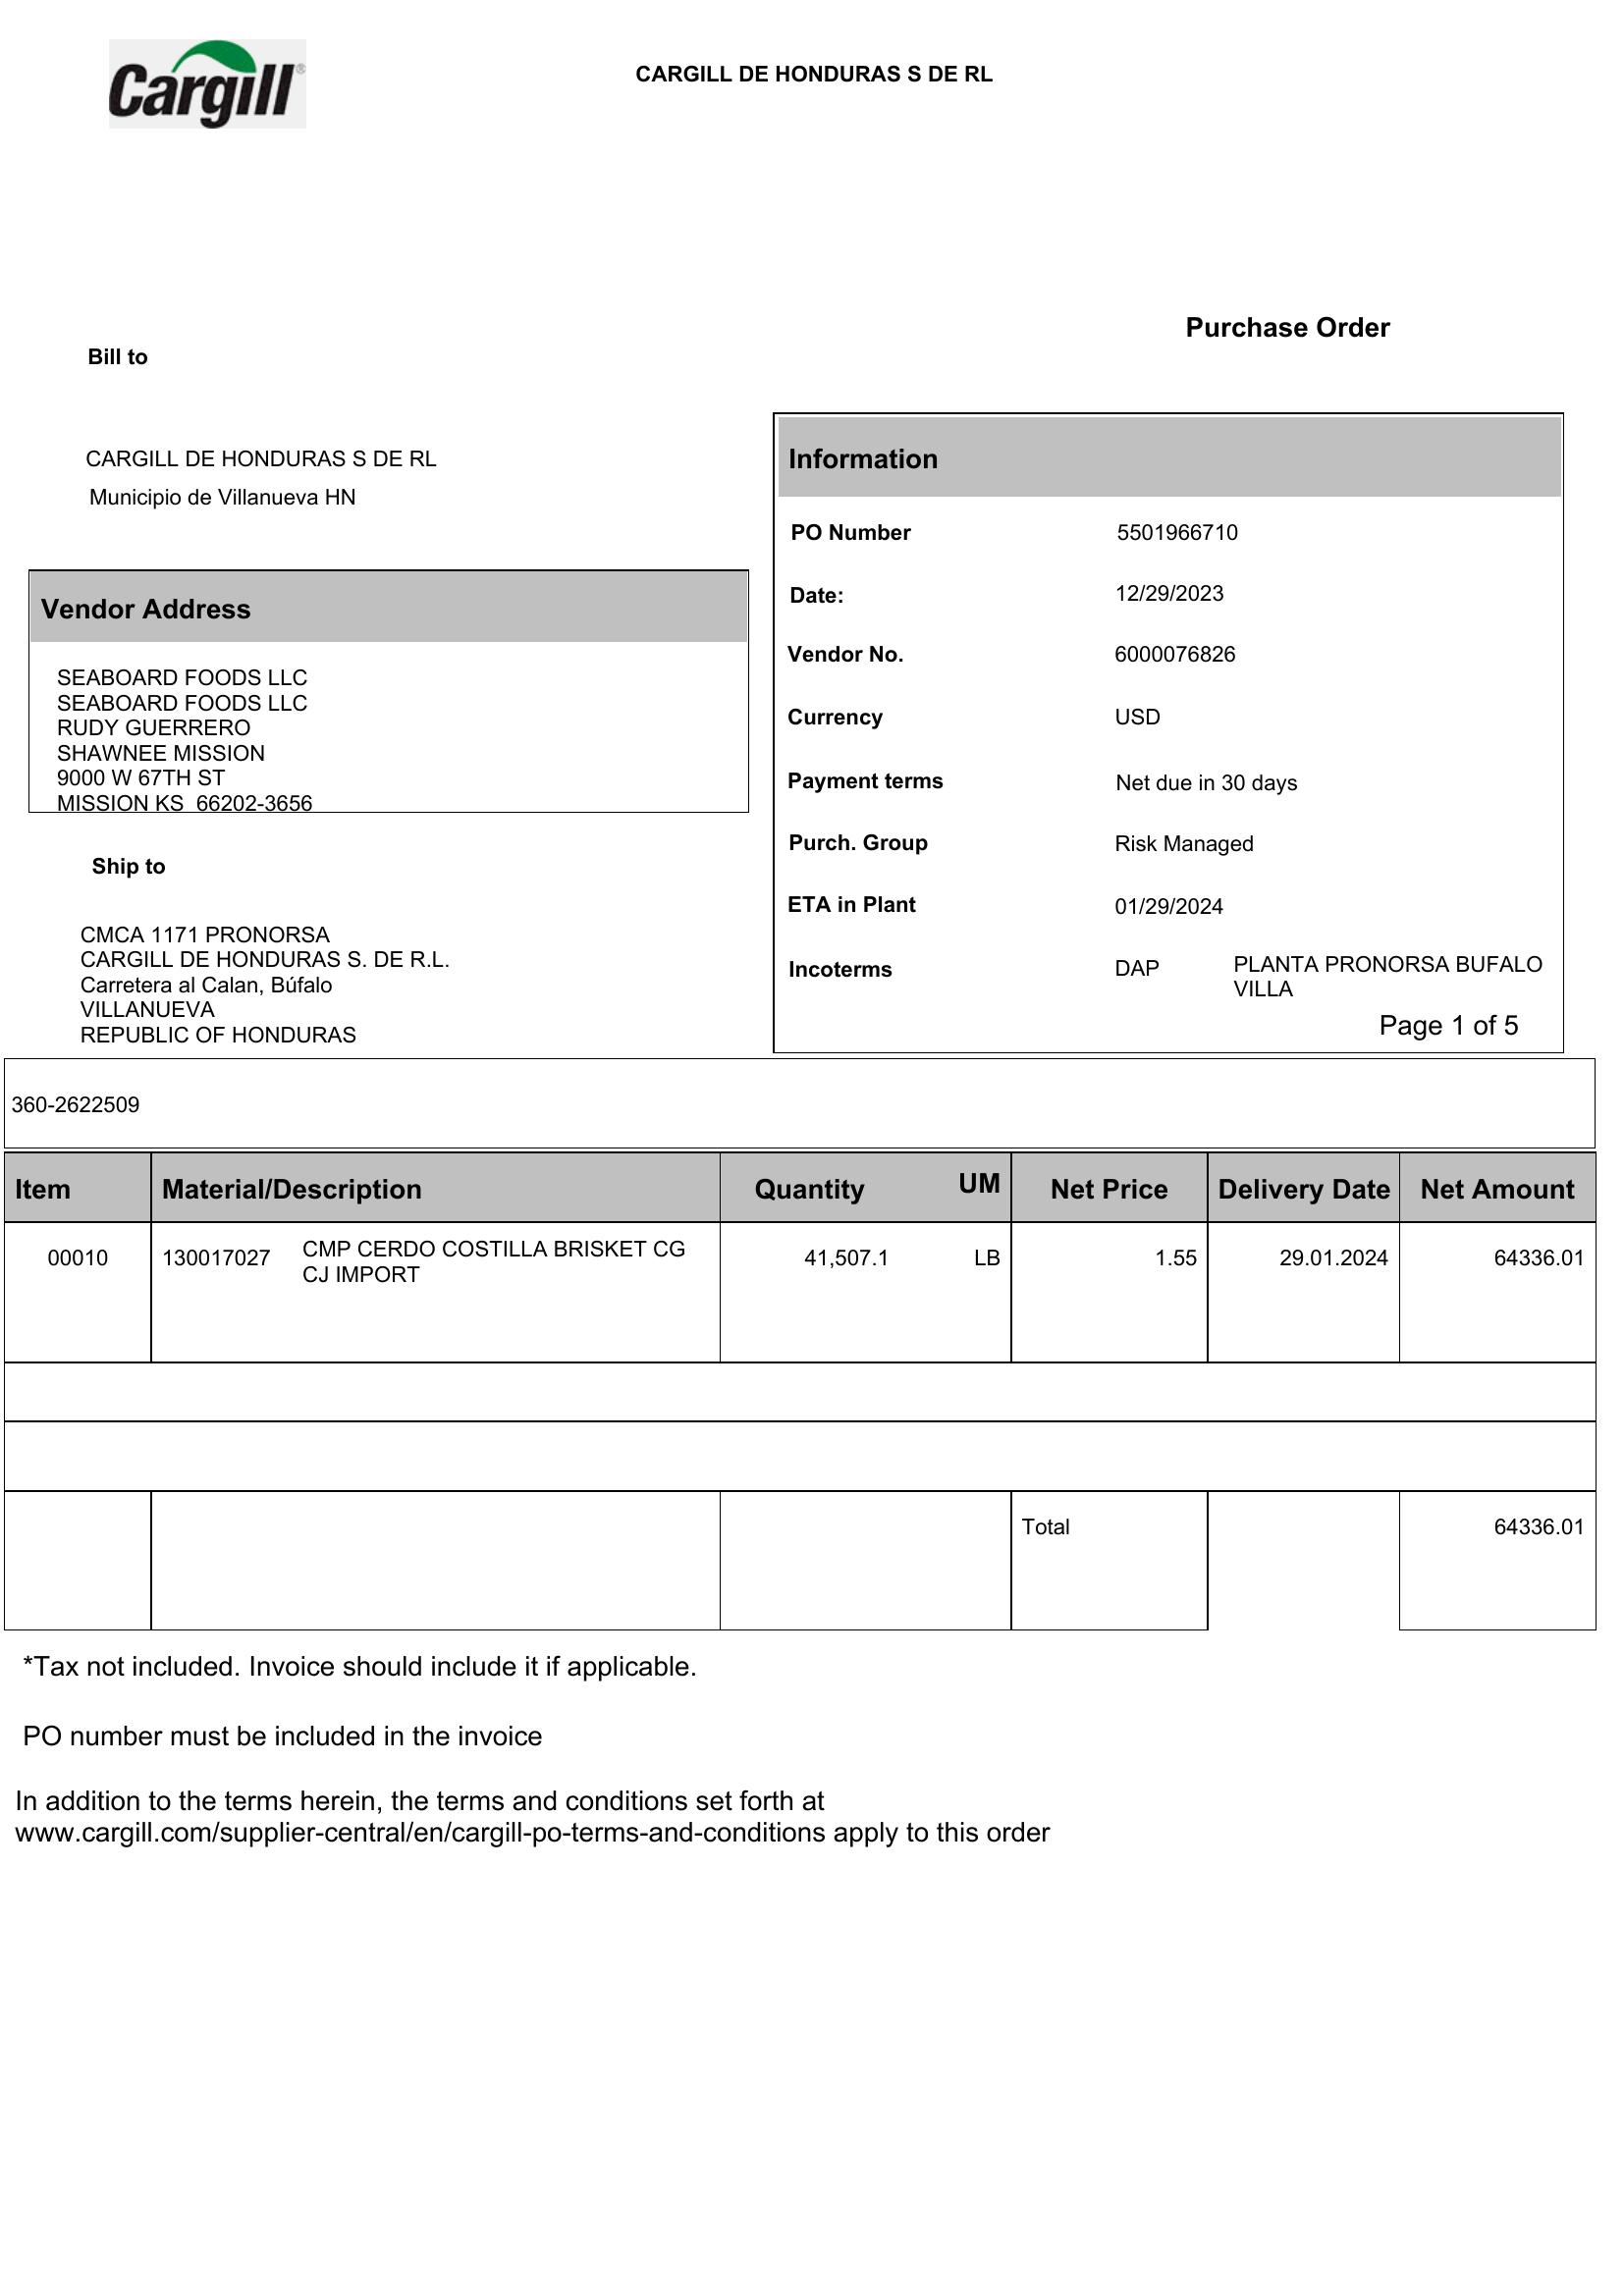 Cargill®
CARGILL DE HONDURAS S DE RL
Purchase Order
Bill to
CARGILL DE HONDURAS S DE RL
Municipio de Villanueva HN
Vendor Address
SEABOARD FOODS LLC
SEABOARD FOODS LLC
RUDY GUERRERO
SHAWNEE MISSION
9000 W 67TH ST
MISSION KS 66202-3656
Ship to
CMCA 1171 PRONORSA
CARGILL DE HONDURAS S. DE R.L.
Carretera al Calan, Búfalo
VILLANUEVA
REPUBLIC OF HONDURAS
Information
PO Number 5501966710
Date: 12/29/2023
Vendor No. 6000076826
Currency USD
Payment terms Net due in 30 days
Purch. Group Risk Managed
ETA in Plant 01/29/2024
Incoterms DAP PLANTA PRONORSA BUFALO
VILLA
Page 1 of 5
360-2622509
Item Material/Description Quantity UM Net Price Delivery Date Net Amount
00010 130017027 CMP CERDO COSTILLA BRISKET CG 41,507.1 LB 1.55 29.01.2024 64336.01
CJ IMPORT
Total 64336.01
*Tax not included. Invoice should include it if applicable.
PO number must be included in the invoice
In addition to the terms herein, the terms and conditions set forth at
www.cargill.com/supplier-central/en/cargill-po-terms-and-conditions apply to this order